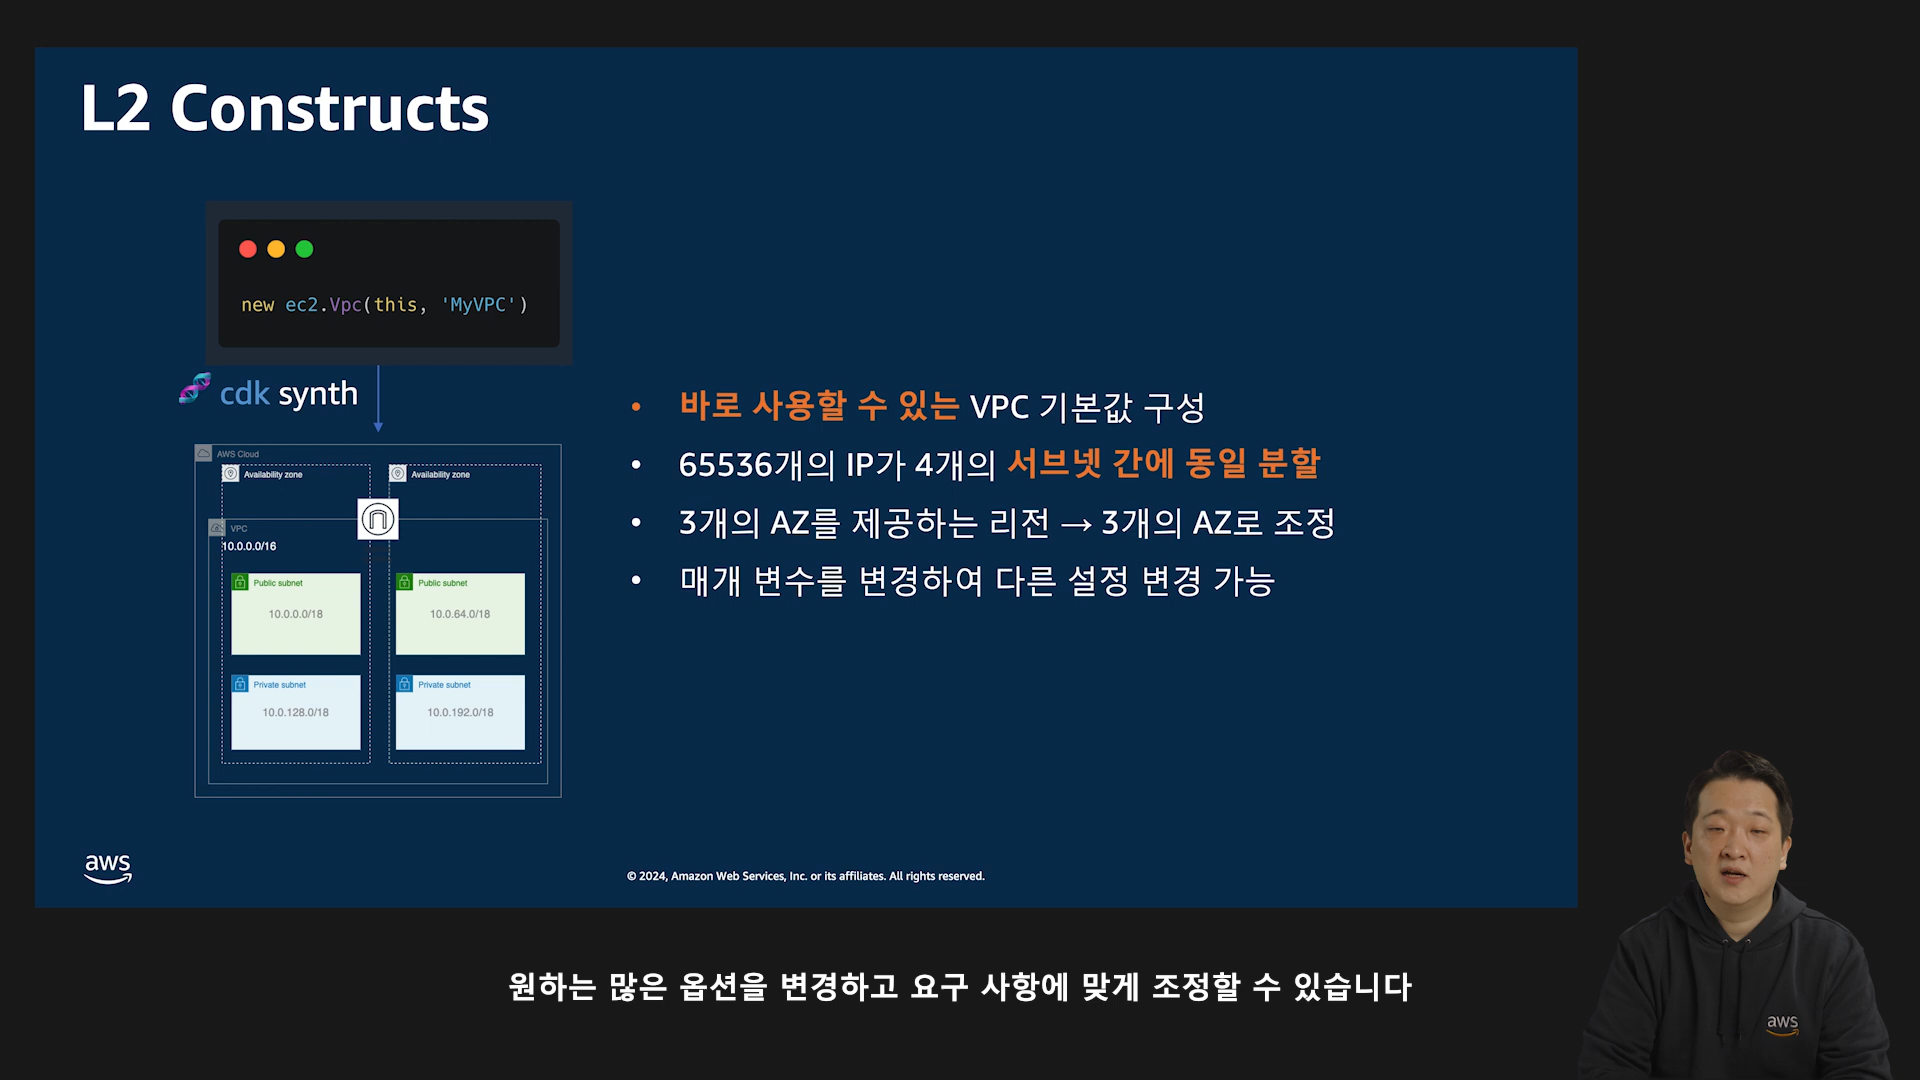 L2 Constructs
new ec2.Vpc(this, 'MyVPC')
cdk synth
AWS Cloud
Availability zone
Availability zone
VPC
10.0.0.0/16
Public subnet
10.0.0.0/18
Public subnet
10.0.64.0/18
Private subnet
10.0.128.0/18
Private subnet
10.0.192.0/18
• 바로 사용할 수 있는 VPC 기본값 구성
• 65536개의 IP가 4개의 서브넷 간에 동일 분할
• 3개의 AZ를 제공하는 리전 → 3개의 AZ로 조정
• 매개 변수를 변경하여 다른 설정 변경 가능
aws
© 2024, Amazon Web Services, Inc. or its affiliates. All rights reserved.
원하는 많은 옵션을 변경하고 요구 사항에 맞게 조정할 수 있습니다
aws